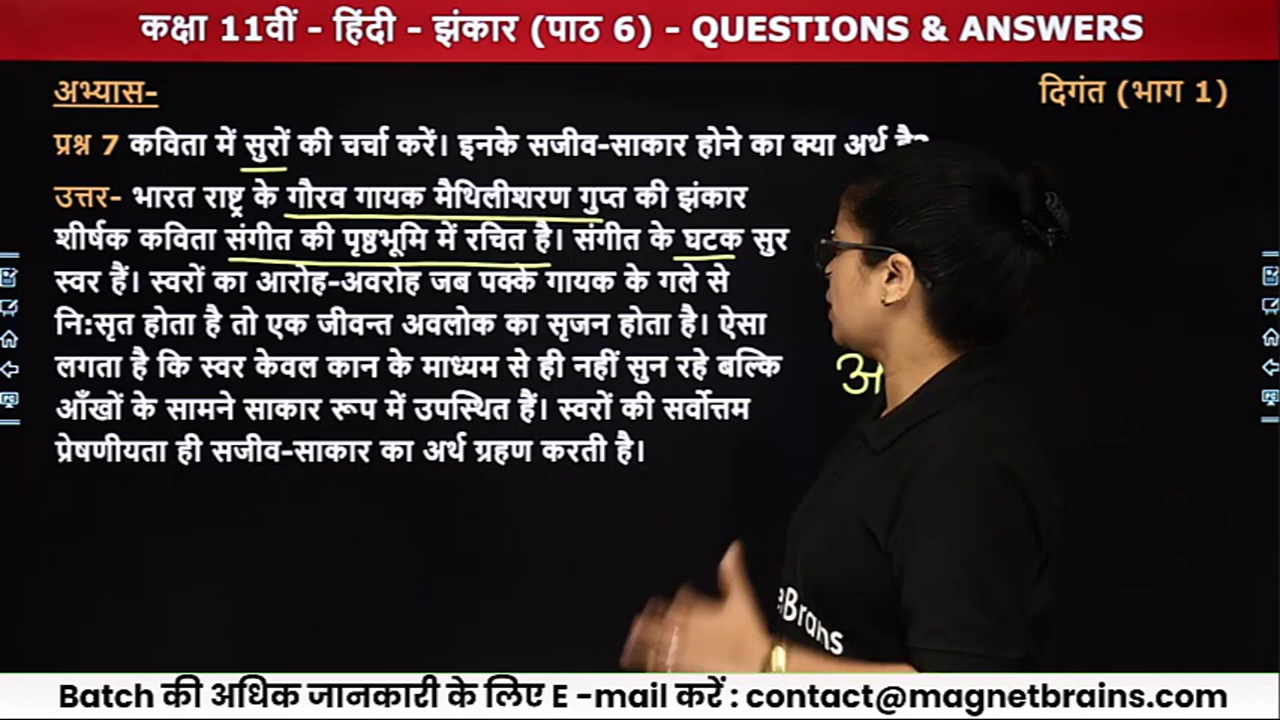 कक्षा 11वीं - हिंदी - झंकार (पाठ 6) - QUESTIONS & ANSWERS
अभ्यास-
दिगंत (भाग 1)
प्रश्न 7 कविता में सुरों की चर्चा करें। इनके सजीव-साकार होने का क्या अर्थ है?
उत्तर- भारत राष्ट्र के गौरव गायक मैथिलीशरण गुप्त की झंकार
शीर्षक कविता संगीत की पृष्ठभूमि में रचित है। संगीत के घटक सुर
स्वर हैं। स्वरों का आरोह-अवरोह जब पक्के गायक के गले से
नि:सृत होता है तो एक जीवन्त अवलोक का सृजन होता है। ऐसा
लगता है कि स्वर केवल कान के माध्यम से ही नहीं सुन रहे बल्कि
आँखों के सामने साकार रूप में उपस्थित हैं। स्वरों की सर्वोत्तम
प्रेषणीयता ही सजीव-साकार का अर्थ ग्रहण करती है।
अ
Brains
Batch की अधिक जानकारी के लिए E -mail करें : contact@magnetbrains.com